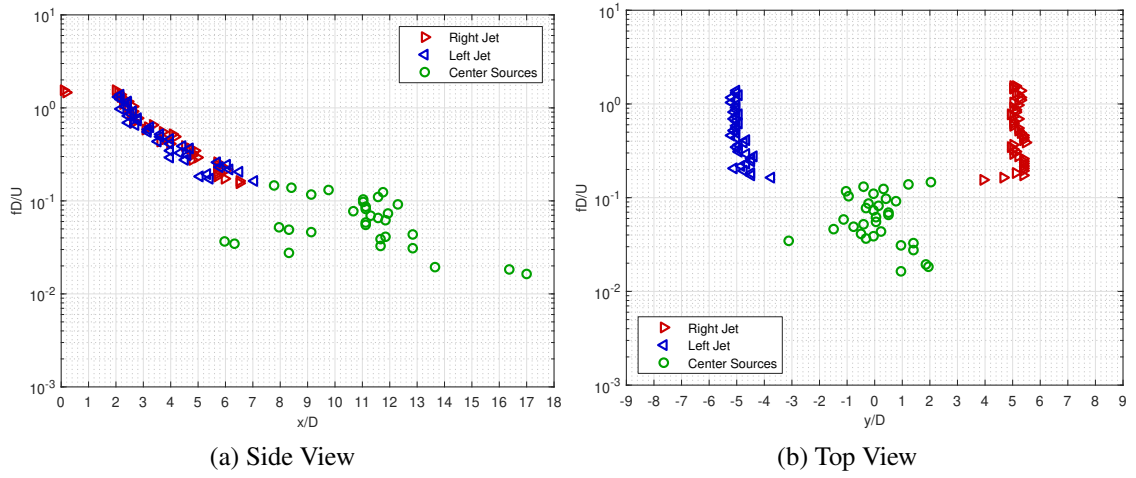 10¹
10⁰
10⁻¹
10⁻²
10⁻³
fD/U
Right Jet
Left Jet
Center Sources
0 1 2 3 4 5 6 7 8 9 10 11 12 13 14 15 16 17 18
x/D
(a) Side View
10¹
10⁰
10⁻¹
10⁻²
10⁻³
fD/U
Right Jet
Left Jet
Center Sources
-9 -8 -7 -6 -5 -4 -3 -2 -1 0 1 2 3 4 5 6 7 8 9
y/D
(b) Top View